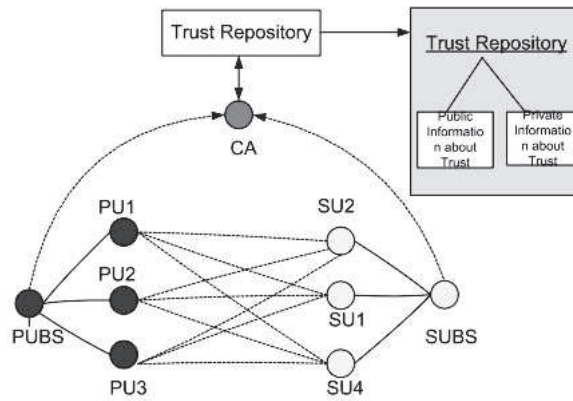 Trust Repository
Trust Repository
Public
Informatio
n about
Trust
Private
Informatio
n about
Trust
CA
PU1
SU2
PU2
SU1
PUBS
SUBS
PU3
SU4